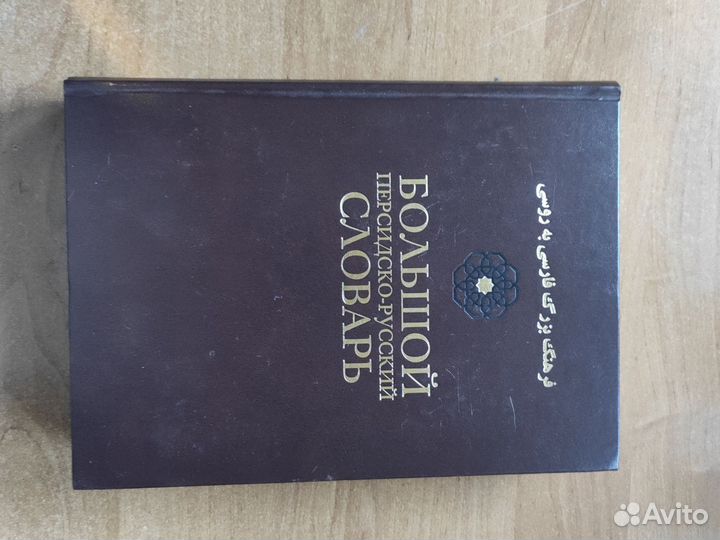 БОЛЬШОЙ
ПЕРСИДСКО-РУССКИЙ
СЛОВАРЬ
فرهنگ بزرگ فارسی به روسی
Avito